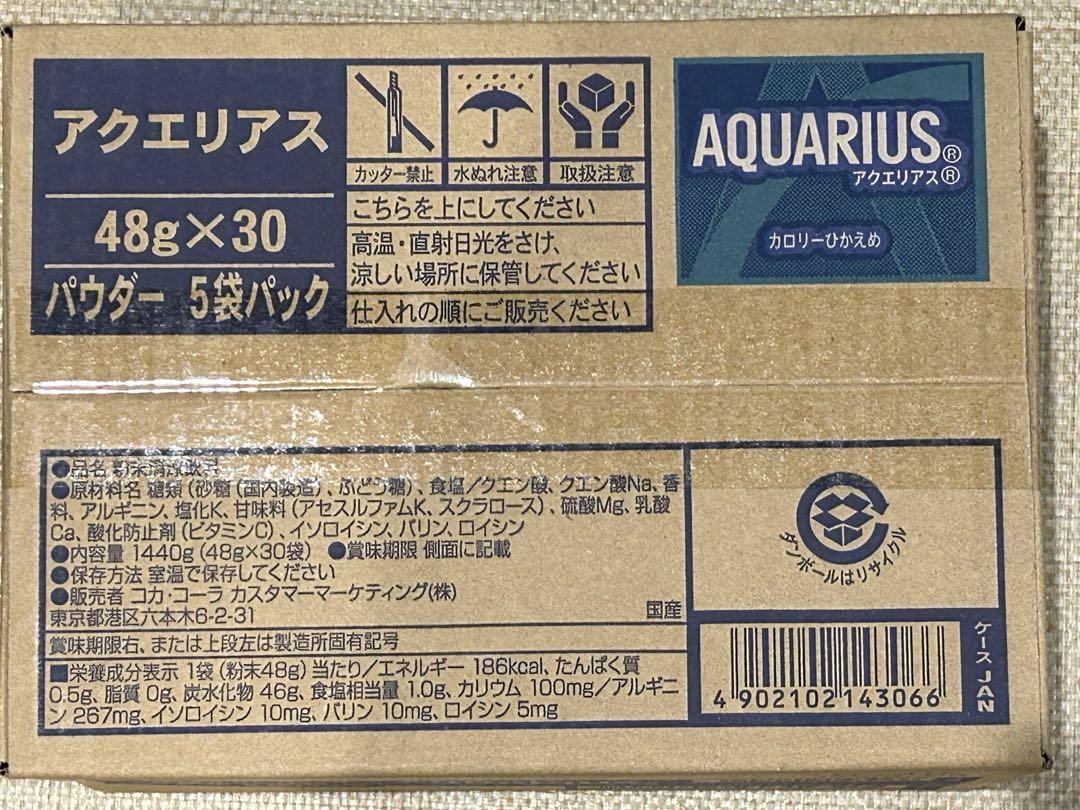 アクエリアス
48g×30
パウダー 5袋パック
カッター禁止
水ぬれ注意
取扱注意
こちらを上にしてください
高温・直射日光をさけ、
涼しい場所に保管してください
仕入れの順にご販売ください
AQUARIUS®
アクエリアス®
カロリーひかえめ
●品名 粉末清涼飲料
●原材料名 糖類(砂糖(国内製造)、ぶどう糖)、食塩/クエン酸、クエン酸Na、香
料、アルギニン、塩化K、甘味料(アセスルファムK、スクラロース)、硫酸Mg、乳酸
Ca、酸化防止剤(ビタミンC)、イソロイシン、バリン、ロイシン
●内容量 1440g(48g×30袋) ●賞味期限 側面に記載
●保存方法 室温で保存してください
●販売者 コカ・コーラ カスタマーマーケティング(株)
東京都港区六本木6-2-31
国産
賞味期限右、または上段左は製造所固有記号
■栄養成分表示 1袋(粉末48g)当たり/エネルギー 186kcal、たんぱく質
0.5g、脂質 0g、炭水化物 46g、食塩相当量 1.0g、カリウム 100mg/アルギニ
ン 267mg、イソロイシン 10mg、バリン 10mg、ロイシン 5mg
ダンボールはリサイクル
ケース JAN
4902102143066